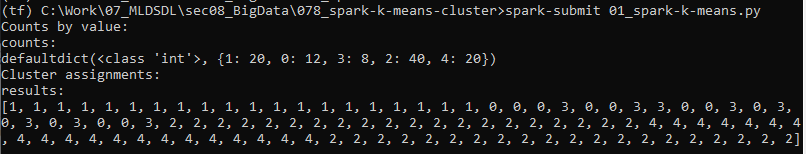 (tf) C:\Work\07_MLDSDL\sec08_BigData\078_spark-k-means-cluster>spark-submit 01_spark-k-means.py
Counts by value:
counts:
defaultdict(<class 'int'>, {1: 20, 0: 12, 3: 8, 2: 40, 4: 20})
Cluster assignments:
results:
[1, 1, 1, 1, 1, 1, 1, 1, 1, 1, 1, 1, 1, 1, 1, 1, 1, 1, 1, 1, 0, 0, 0, 3, 0, 0, 3, 3, 0, 0, 3, 0, 3,
0, 3, 0, 3, 0, 0, 3, 2, 2, 2, 2, 2, 2, 2, 2, 2, 2, 2, 2, 2, 2, 2, 2, 2, 2, 2, 2, 4, 4, 4, 4, 4, 4, 4
, 4, 4, 4, 4, 4, 4, 4, 4, 4, 4, 4, 4, 4, 2, 2, 2, 2, 2, 2, 2, 2, 2, 2, 2, 2, 2, 2, 2, 2, 2, 2, 2, 2]